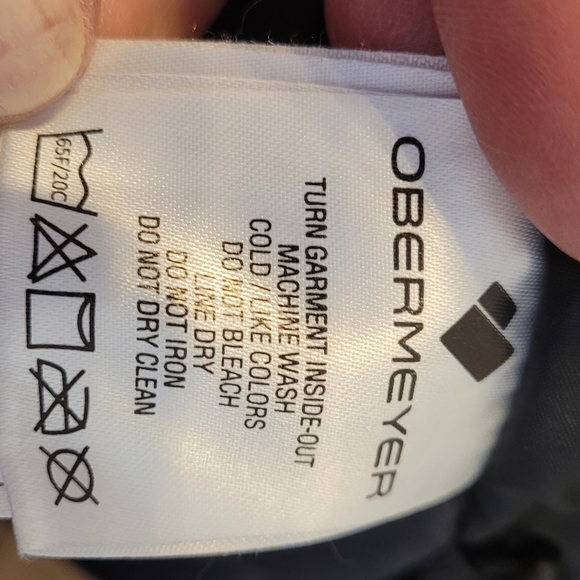 OBERMEYER
TURN GARMENT INSIDE-OUT
MACHINE WASH
COLD / LIKE COLORS
DO NOT BLEACH
LINE DRY
DO NOT IRON
DO NOT DRY CLEAN
65F/20C